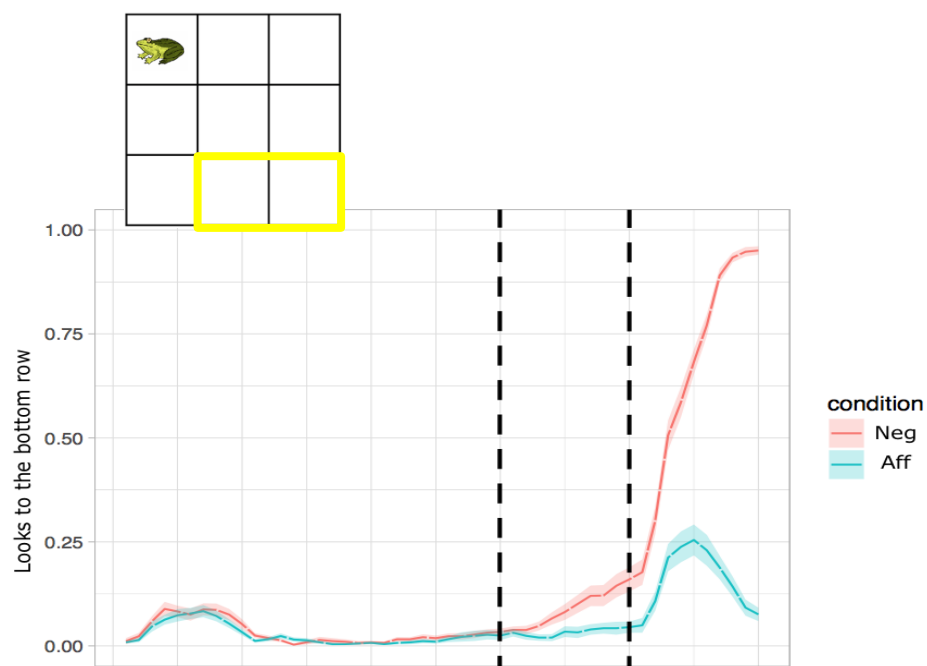 1.00
0.75
0.50
0.25
0.00
Looks to the bottom row
condition
Neg
Aff